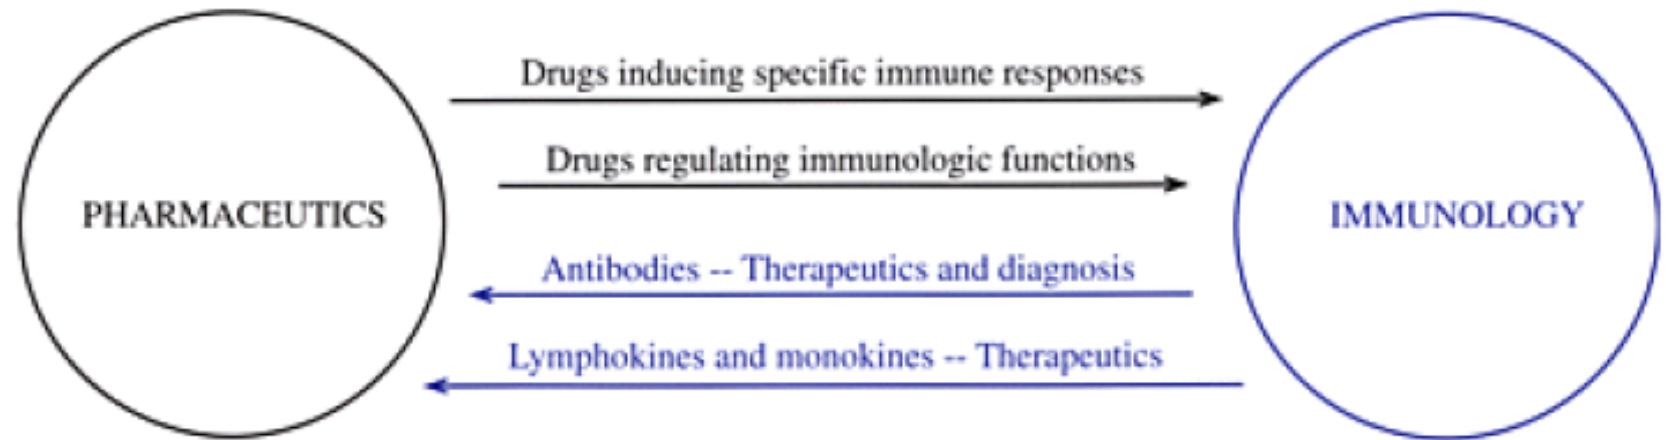 Drugs inducing specific immune responses
Drugs regulating immunologic functions
PHARMACEUTICS
IMMUNOLOGY
Antibodies -- Therapeutics and diagnosis
Lymphokines and monokines -- Therapeutics